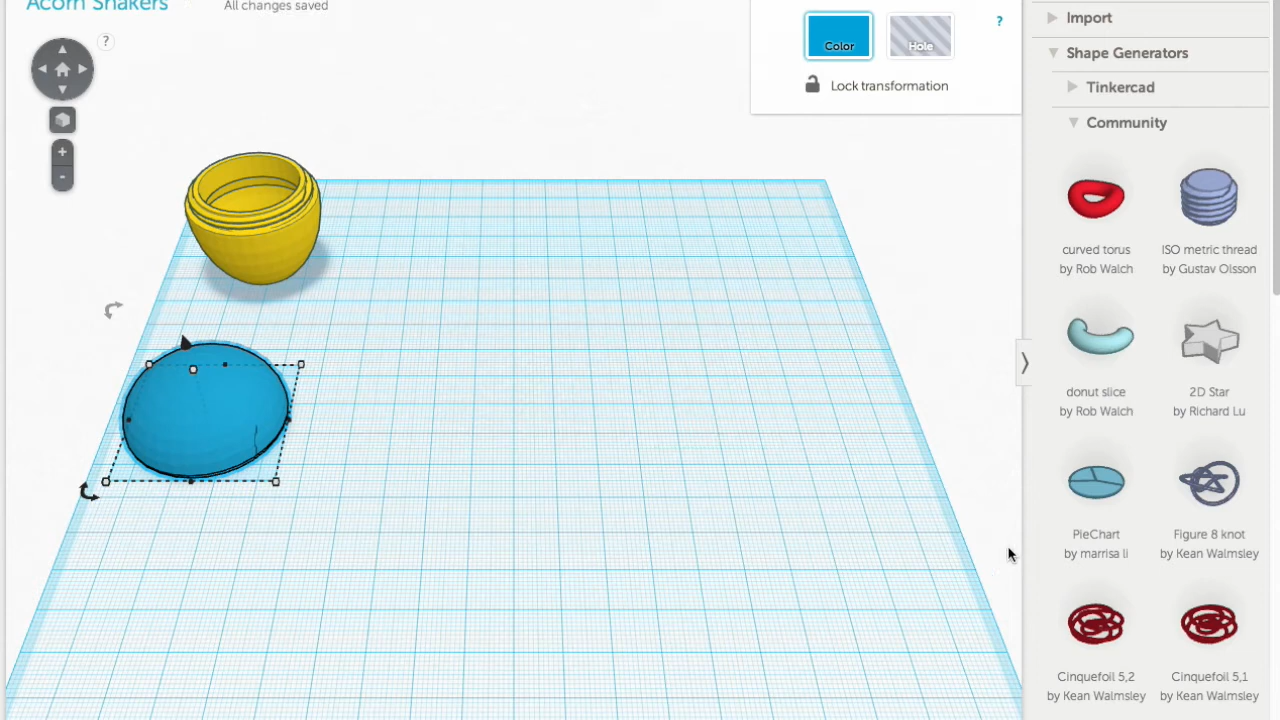 Acorn Shakers
All changes saved
?
Color
Hole
?
Lock transformation
+
-
Import
Shape Generators
Tinkercad
Community
curved torus
by Rob Walch
ISO metric thread
by Gustav Olsson
donut slice
by Rob Walch
2D Star
by Richard Lu
PieChart
by marrisa li
Figure 8 knot
by Kean Walmsley
Cinquefoil 5,2
by Kean Walmsley
Cinquefoil 5,1
by Kean Walmsley